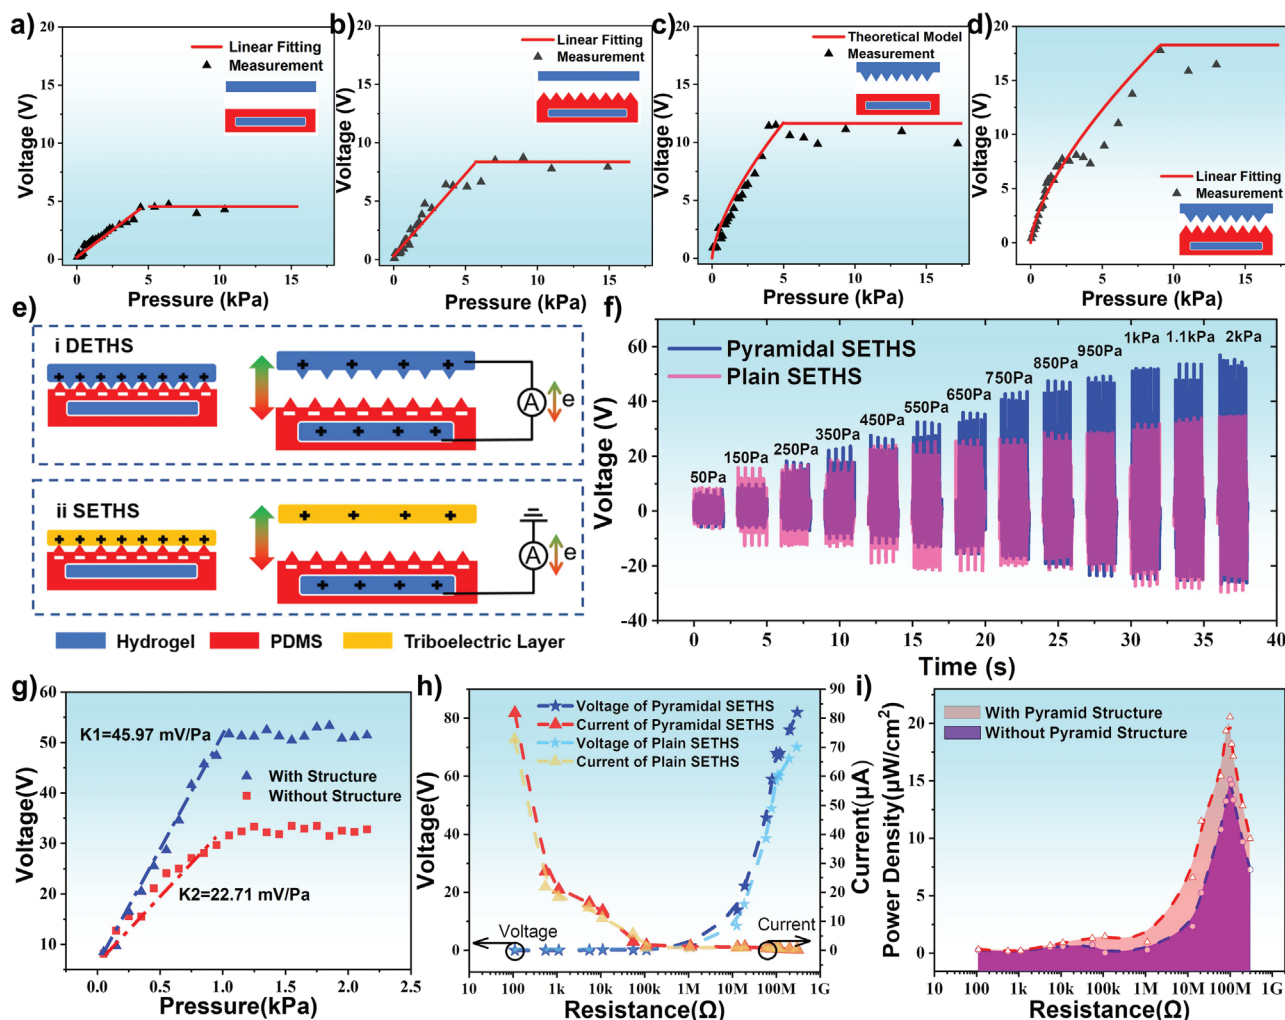 a)
20
15
10
5
0
Voltage (V)
Linear Fitting
Measurement
0 5 10 15
Pressure (kPa)
b)
20
15
10
5
0
Voltage (V)
Linear Fitting
Measurement
0 5 10 15
Pressure (kPa)
c)
20
15
10
5
0
Voltage (V)
Theoretical Model
Measurement
0 5 10 15
Pressure (kPa)
d)
20
15
10
5
0
Voltage (V)
Linear Fitting
Measurement
0 5 10 15
Pressure (kPa)
e)
i DETHS
A
e
ii SETHS
A
e
Hydrogel
PDMS
Triboelectric Layer
f)
60
40
20
0
-20
-40
Voltage (V)
Pyramidal SETHS
Plain SETHS
50Pa
150Pa
250Pa
350Pa
450Pa
550Pa
650Pa
750Pa
850Pa
950Pa
1kPa
1.1kPa
2kPa
0 5 10 15 20 25 30 35 40
Time (s)
g)
60
50
40
30
20
10
Voltage(V)
K1=45.97 mV/Pa
With Structure
Without Structure
K2=22.71 mV/Pa
0.0 0.5 1.0 1.5 2.0 2.5
Pressure(kPa)
h)
80
60
40
20
0
Voltage(V)
Voltage of Pyramidal SETHS
Current of Pyramidal SETHS
Voltage of Plain SETHS
Current of Plain SETHS
Voltage
Current
90
80
70
60
50
40
30
20
10
0
-10
Current(μA)
10 100 1k 10k 100k 1M 10M 100M 1G
Resistance(Ω)
i)
20
15
10
5
0
Power Density(μW/cm²)
With Pyramid Structure
Without Pyramid Structure
10 100 1k 10k 100k 1M 10M 100M 1G
Resistance(Ω)